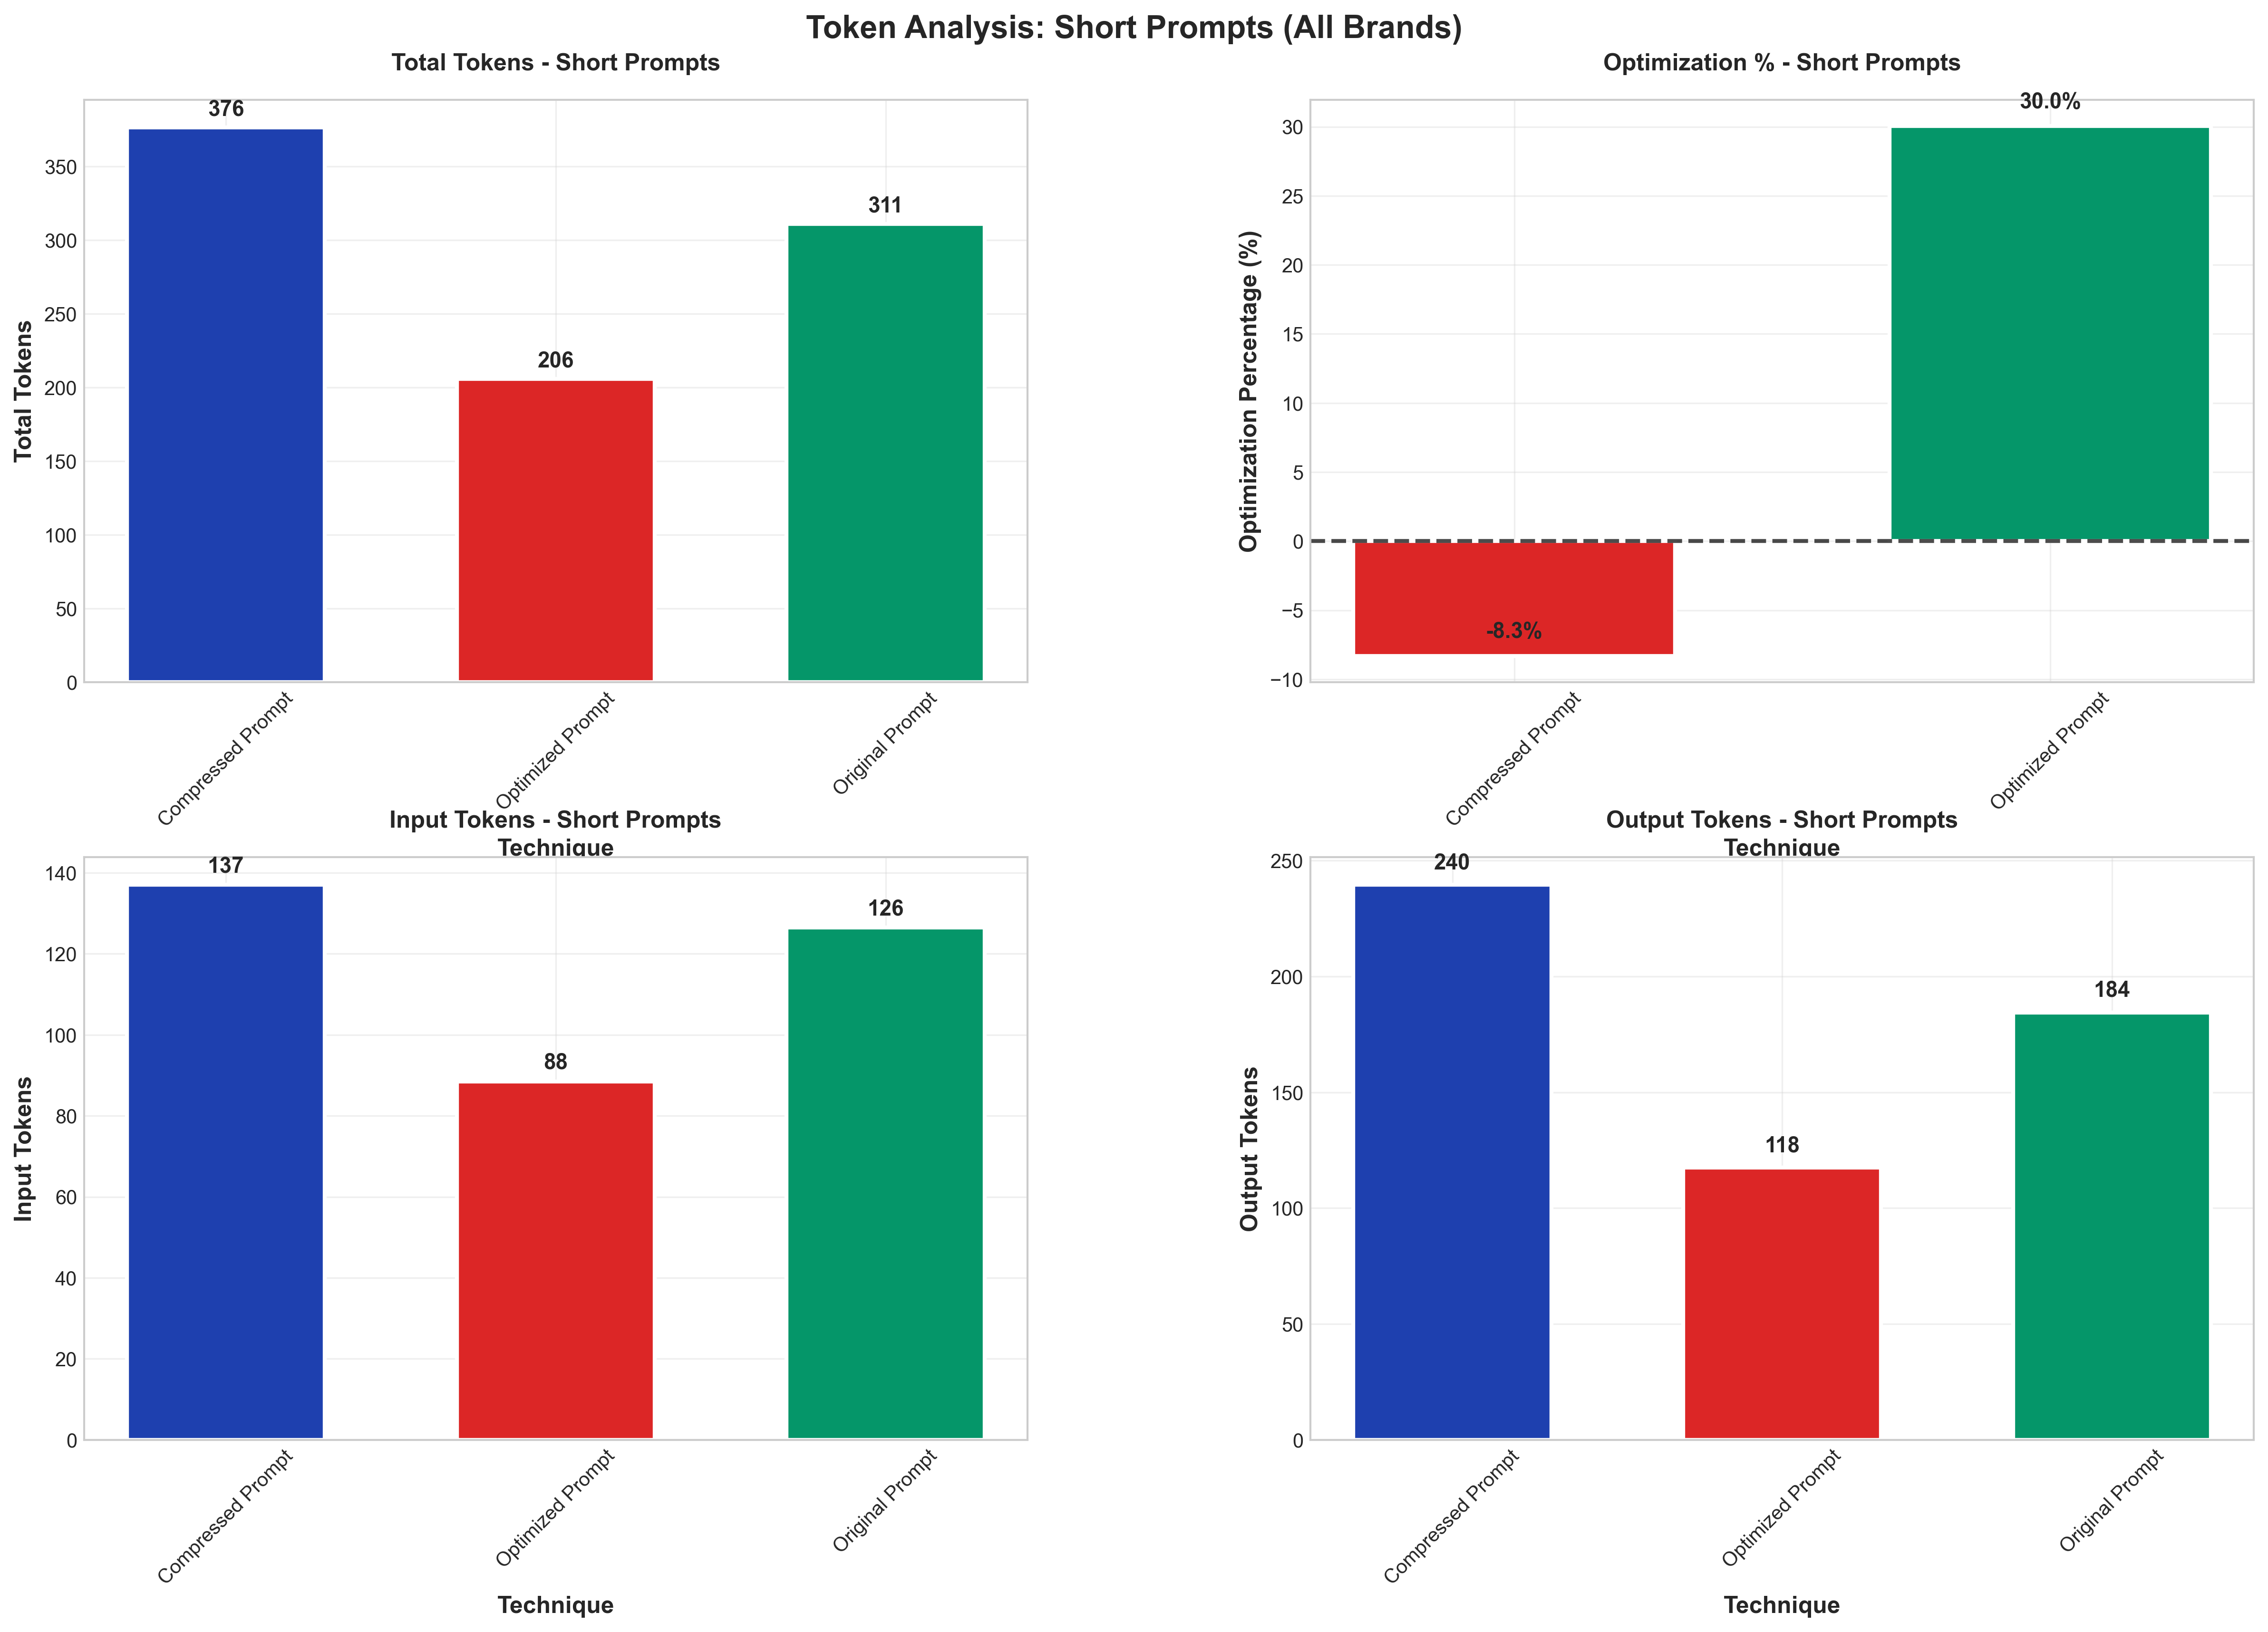 Token Analysis: Short Prompts (All Brands)
Total Tokens - Short Prompts
Total Tokens
350
300
250
200
150
100
50
0
376
206
311
Compressed Prompt
Optimized Prompt
Original Prompt
Technique
Optimization % - Short Prompts
Optimization Percentage (%)
30
25
20
15
10
5
0
−5
−10
-8.3%
30.0%
Compressed Prompt
Optimized Prompt
Technique
Input Tokens - Short Prompts
Input Tokens
140
120
100
80
60
40
20
0
137
88
126
Compressed Prompt
Optimized Prompt
Original Prompt
Technique
Output Tokens - Short Prompts
Output Tokens
250
200
150
100
50
0
240
118
184
Compressed Prompt
Optimized Prompt
Original Prompt
Technique